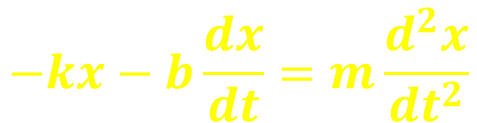 −kx − b dx/dt = m d²x/dt²